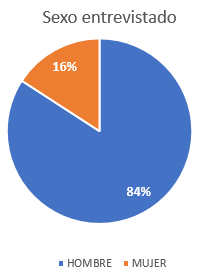 Sexo entrevistado
16%
84%
HOMBRE MUJER